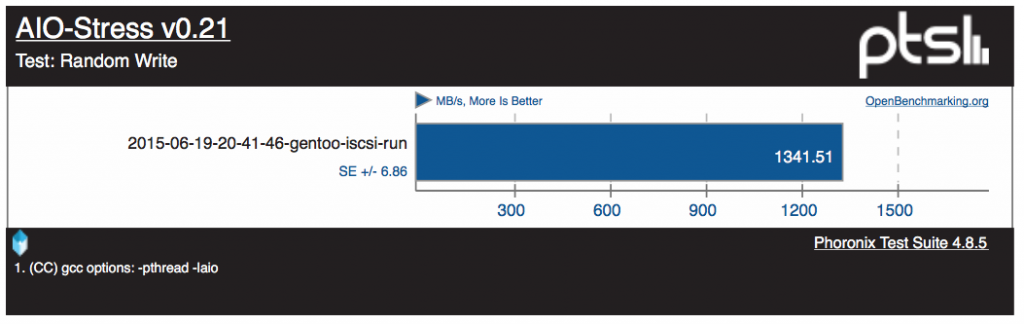 AIO-Stress v0.21
Test: Random Write
ptsl
MB/s, More Is Better
OpenBenchmarking.org
2015-06-19-20-41-46-gentoo-iscsi-run
SE +/- 6.86
1341.51
300 600 900 1200 1500
Phoronix Test Suite 4.8.5
1. (CC) gcc options: -pthread -laio